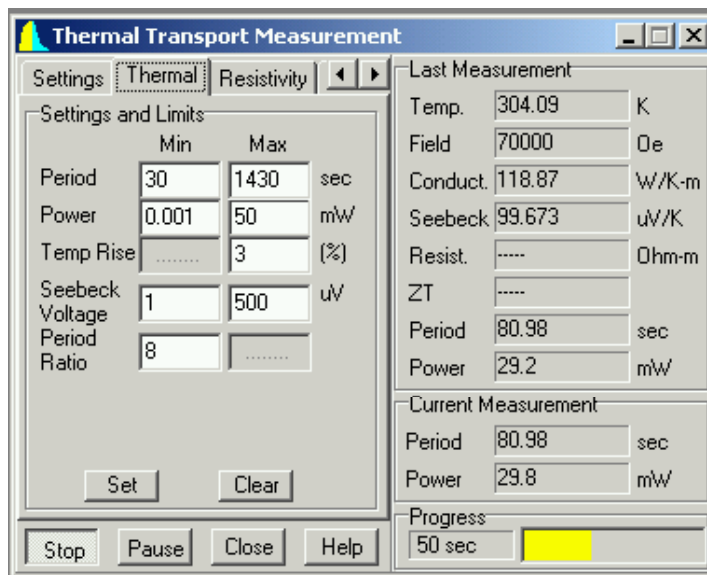 Thermal Transport Measurement
Settings Thermal Resistivity
Settings and Limits
Min Max
Period 30 1430 sec
Power 0.001 50 mW
Temp Rise ........ 3 (%)
Seebeck Voltage 1 500 uV
Period Ratio 8 ........
Set Clear
Stop Pause Close Help
Last Measurement
Temp. 304.09 K
Field 70000 Oe
Conduct. 118.87 W/K-m
Seebeck 99.673 uV/K
Resist. ----- Ohm-m
ZT -----
Period 80.98 sec
Power 29.2 mW
Current Measurement
Period 80.98 sec
Power 29.8 mW
Progress
50 sec